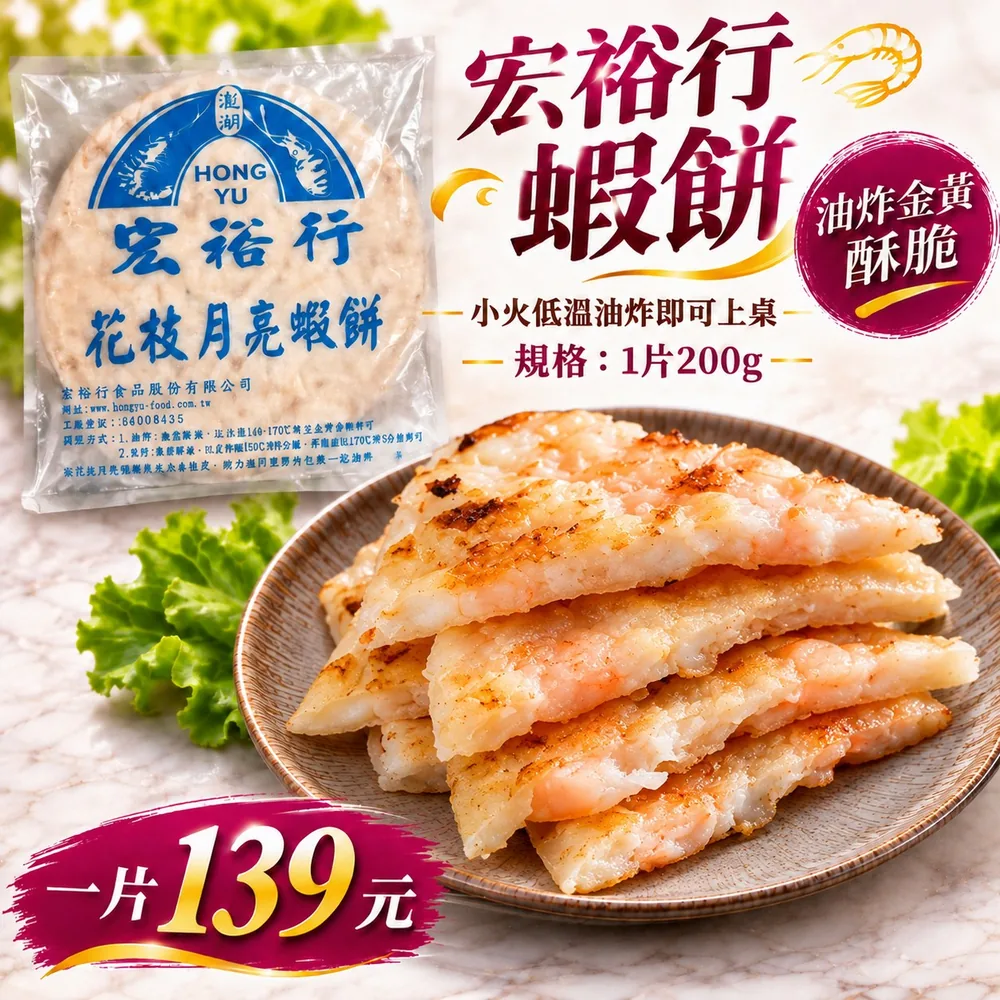 宏裕行
蝦餅
油炸金黃
酥脆
小火低溫油炸即可上桌
規格：1片200g
澎湖
HONG
YU
宏裕行
花枝月亮蝦餅
宏裕行食品股份有限公司
網址:www.hongyu-food.com.tw
一片139元